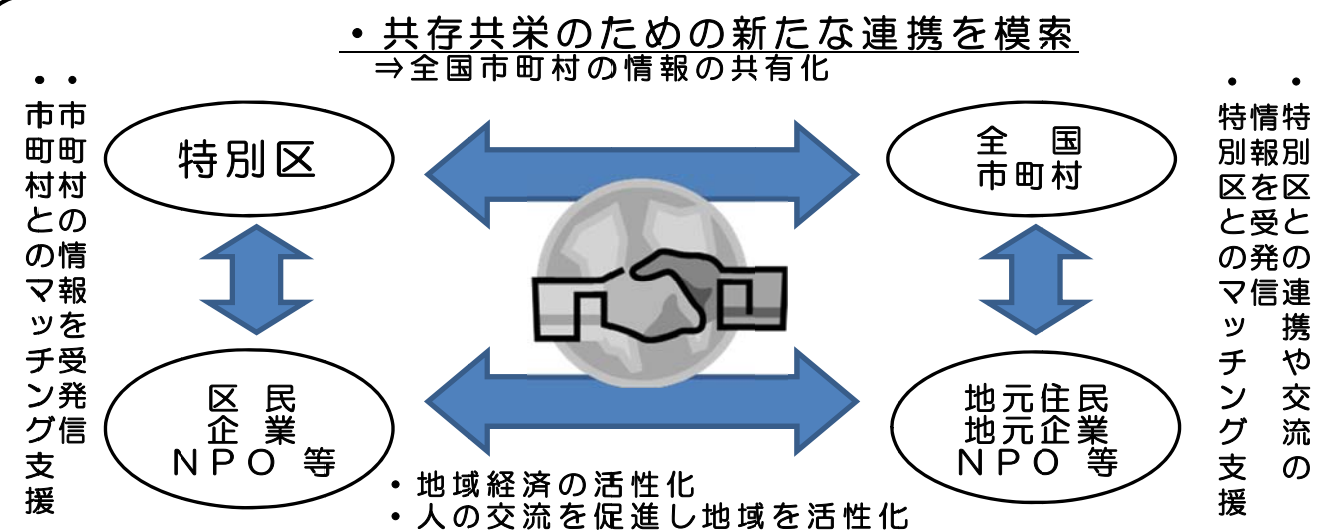 ・共存共栄のための新たな連携を模索
⇒全国市町村の情報の共有化
・市町村の情報を受発信
・市町村とのマッチング支援
特別区
全　国
市町村
・特別区との連携や交流の
情報を受発信
・特別区とのマッチング支援
区　民
企　業
ＮＰＯ 等
地元住民
地元企業
ＮＰＯ 等
・地域経済の活性化
・人の交流を促進し地域を活性化